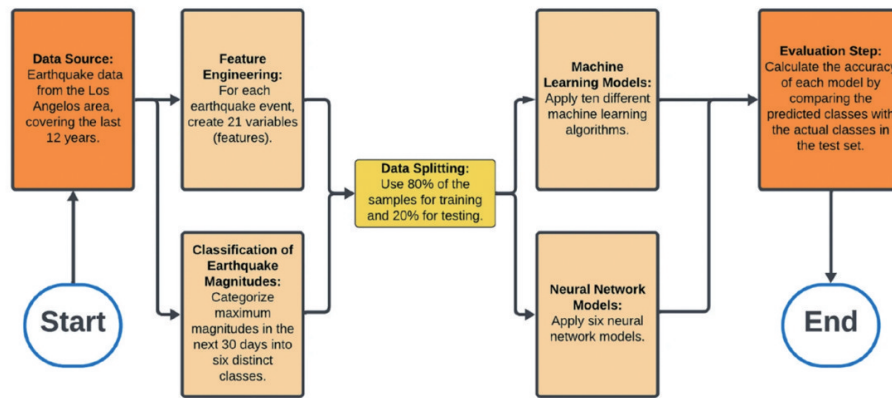 Data Source:
Earthquake data
from the Los
Angelos area,
covering the last
12 years.
Feature
Engineering:
For each
earthquake event,
create 21 variables
(features).
Classification of
Earthquake
Magnitudes:
Categorize
maximum
magnitudes in the
next 30 days into
six distinct
classes.
Data Splitting:
Use 80% of the
samples for training
and 20% for testing.
Machine
Learning Models:
Apply ten different
machine learning
algorithms.
Neural Network
Models:
Apply six neural
network models.
Evaluation Step:
Calculate the accuracy
of each model by
comparing the
predicted classes with
the actual classes in
the test set.
Start
End